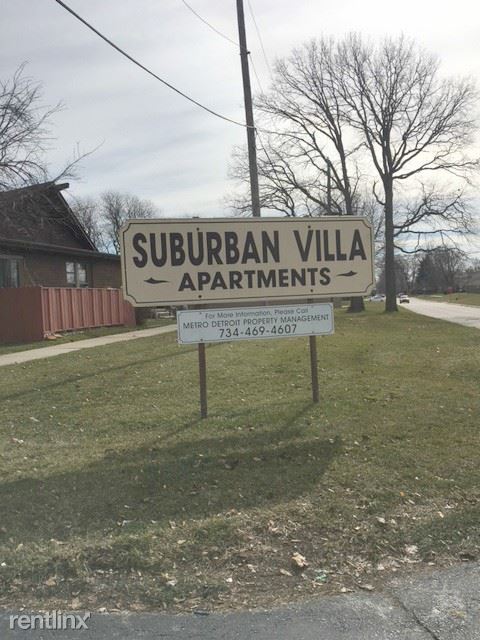 SUBURBAN VILLA
APARTMENTS
For More Information, Please Call
METRO DETROIT PROPERTY MANAGEMENT
734-469-4607
rentlinx